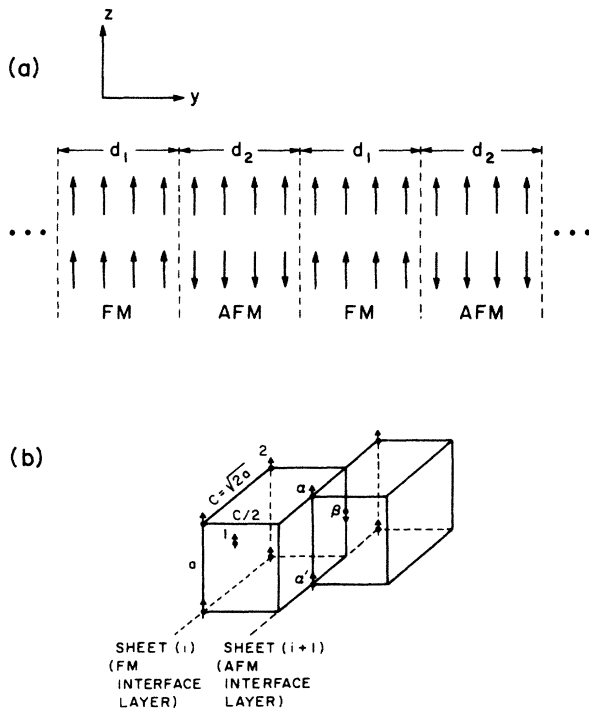 (a)
z
y
d₁ d₂ d₁ d₂
FM AFM FM AFM
(b)
2
C=√2a
C/2
1
a
α
β
α'
SHEET (i)
(FM
INTERFACE
LAYER)
SHEET (i+1)
(AFM
INTERFACE
LAYER)